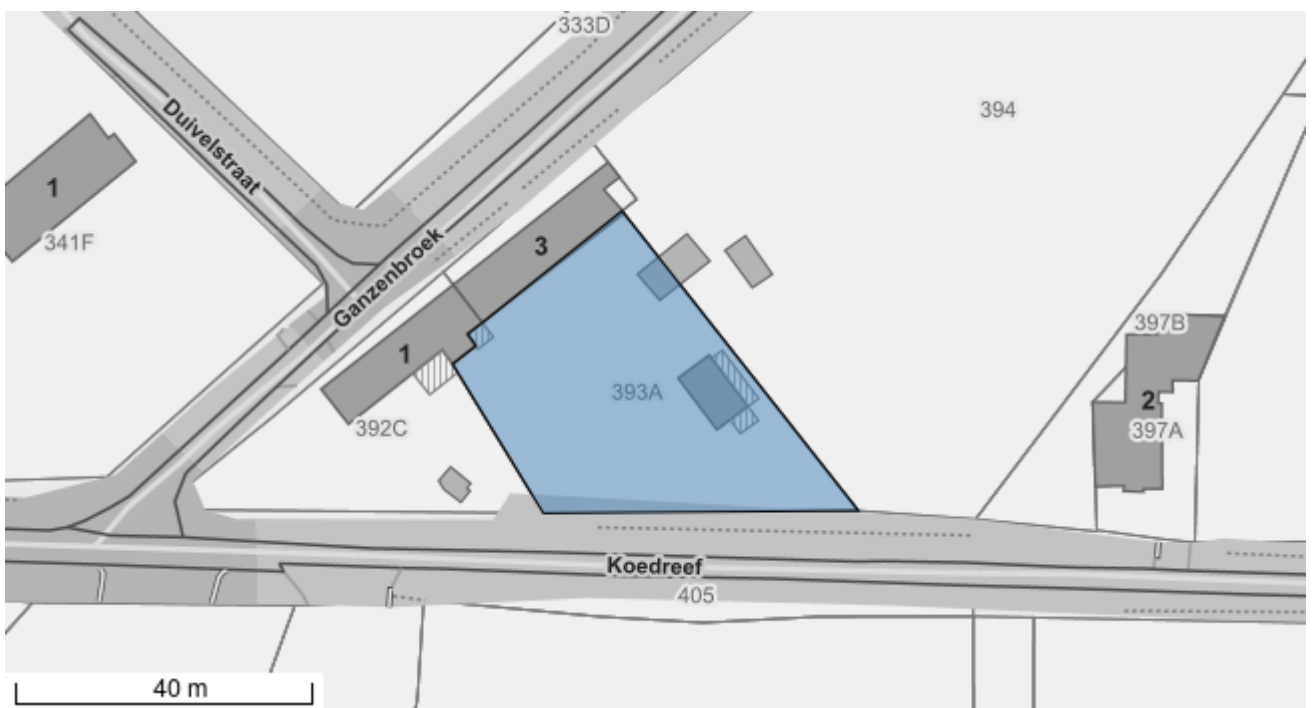 333D
394
Duivelstraat
1
341F
Ganzenbroek
3
397B
1
393A
2
392C
397A
Koedreef
405
40 m